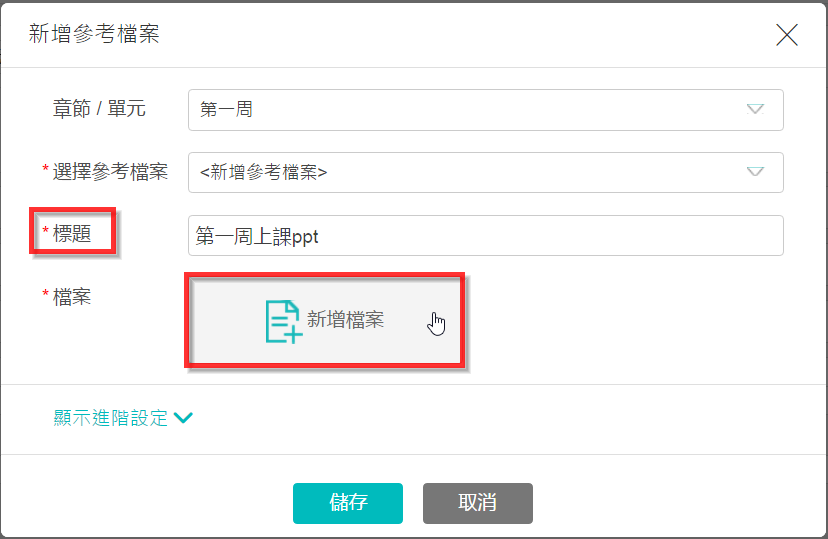 新增參考檔案
章節 / 單元
第一周
*選擇參考檔案
<新增參考檔案>
*標題
第一周上課ppt
*檔案
新增檔案
顯示進階設定
儲存
取消